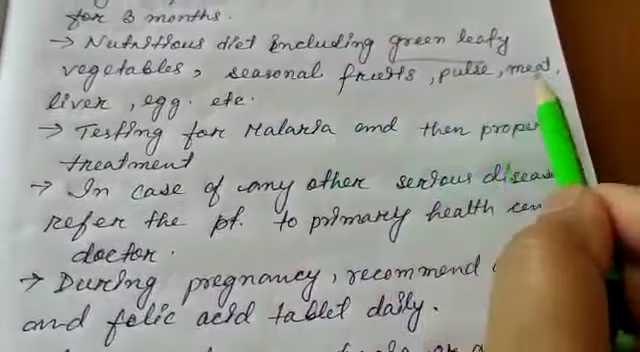 for 3 months.
→ Nutritious diet including green leafy
vegetables, seasonal fruits, pulse, meat,
liver, egg. etc.
→ Testing for Malaria and then
treatment
→ In case of any other serious
refer the pt. to primary health
doctor.
→ During pregnancy, recommend
and folic acid tablet daily.